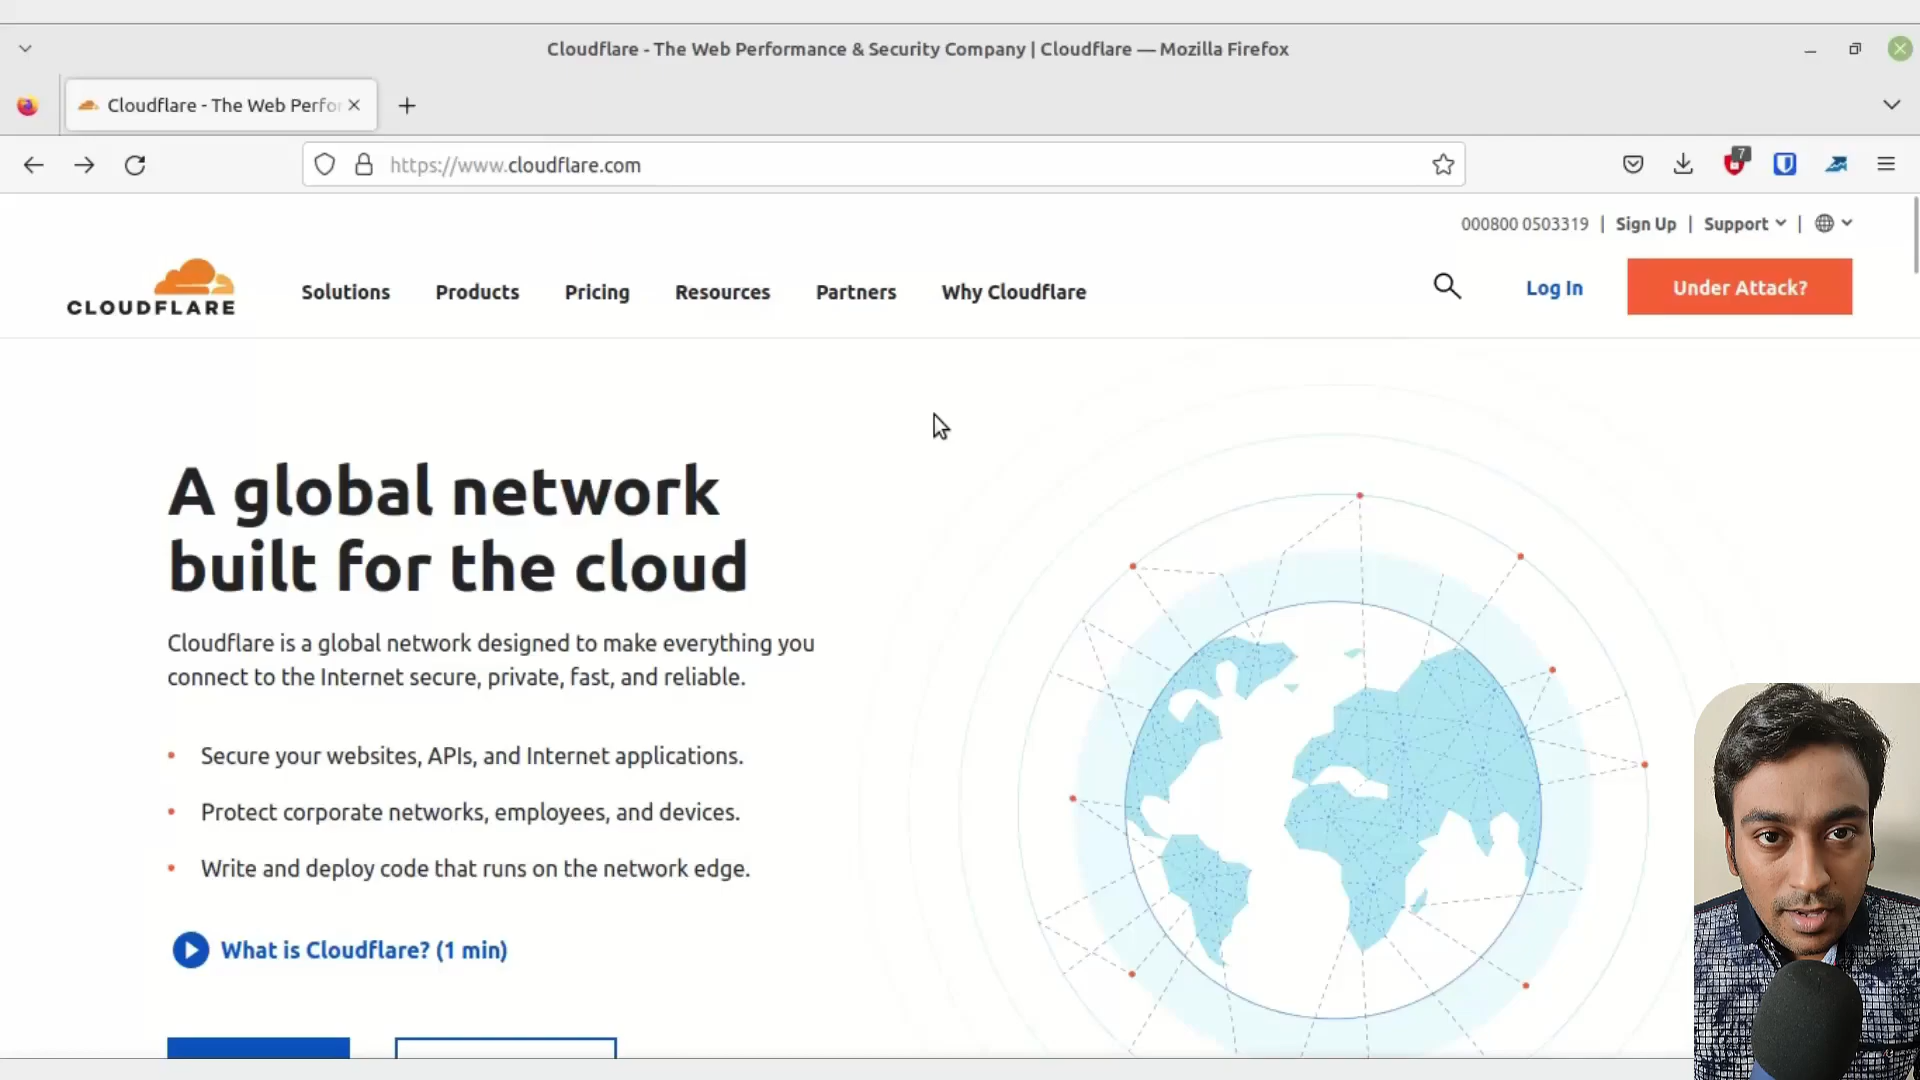 Cloudflare - The Web Performance & Security Company | Cloudflare — Mozilla Firefox
Cloudflare - The Web Perfor
https://www.cloudflare.com
7
000800 0503319 | Sign Up | Support |
CLOUDFLARE
Solutions
Products
Pricing
Resources
Partners
Why Cloudflare
Log In
Under Attack?
A global network
built for the cloud
Cloudflare is a global network designed to make everything you
connect to the Internet secure, private, fast, and reliable.
• Secure your websites, APIs, and Internet applications.
• Protect corporate networks, employees, and devices.
• Write and deploy code that runs on the network edge.
What is Cloudflare? (1 min)